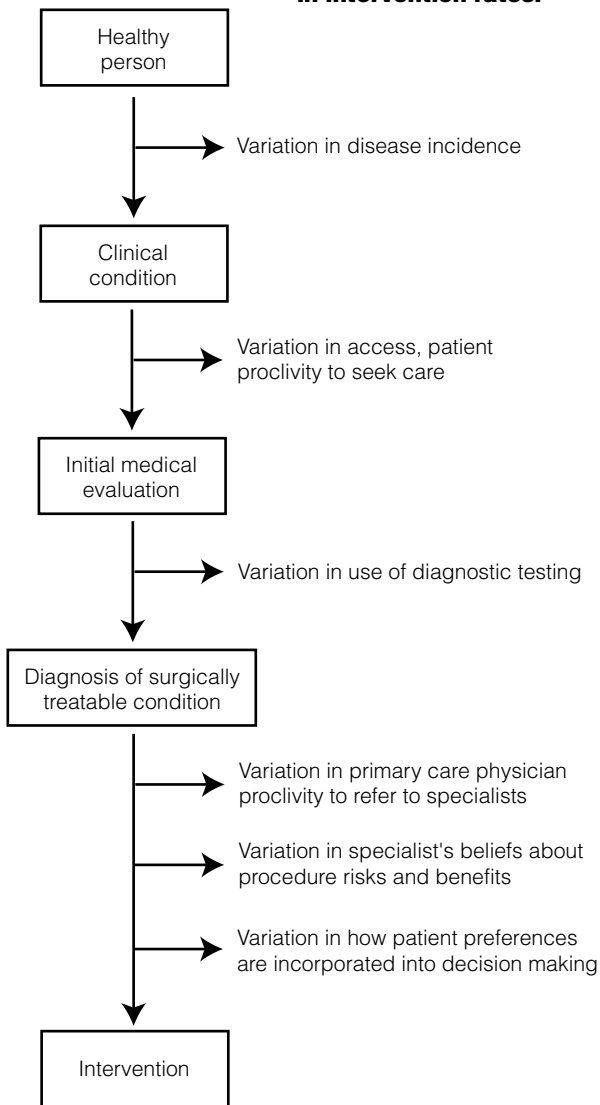 in intervention rates.
Healthy
person
Variation in disease incidence
Clinical
condition
Variation in access, patient
proclivity to seek care
Initial medical
evaluation
Variation in use of diagnostic testing
Diagnosis of surgically
treatable condition
Variation in primary care physician
proclivity to refer to specialists
Variation in specialist's beliefs about
procedure risks and benefits
Variation in how patient preferences
are incorporated into decision making
Intervention